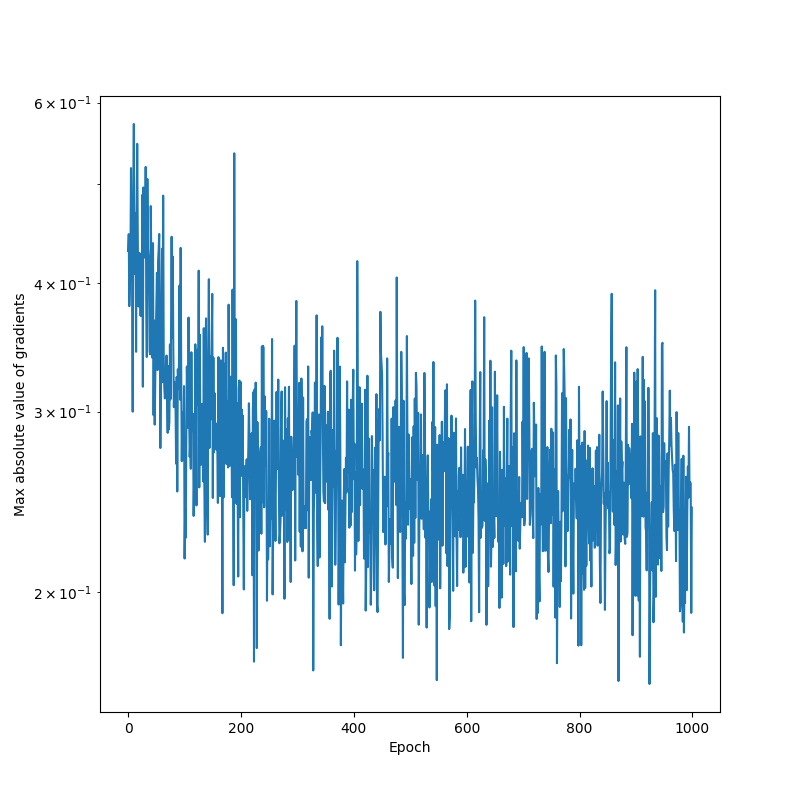 6 × 10⁻¹
4 × 10⁻¹
3 × 10⁻¹
2 × 10⁻¹
Max absolute value of gradients
0 200 400 600 800 1000
Epoch